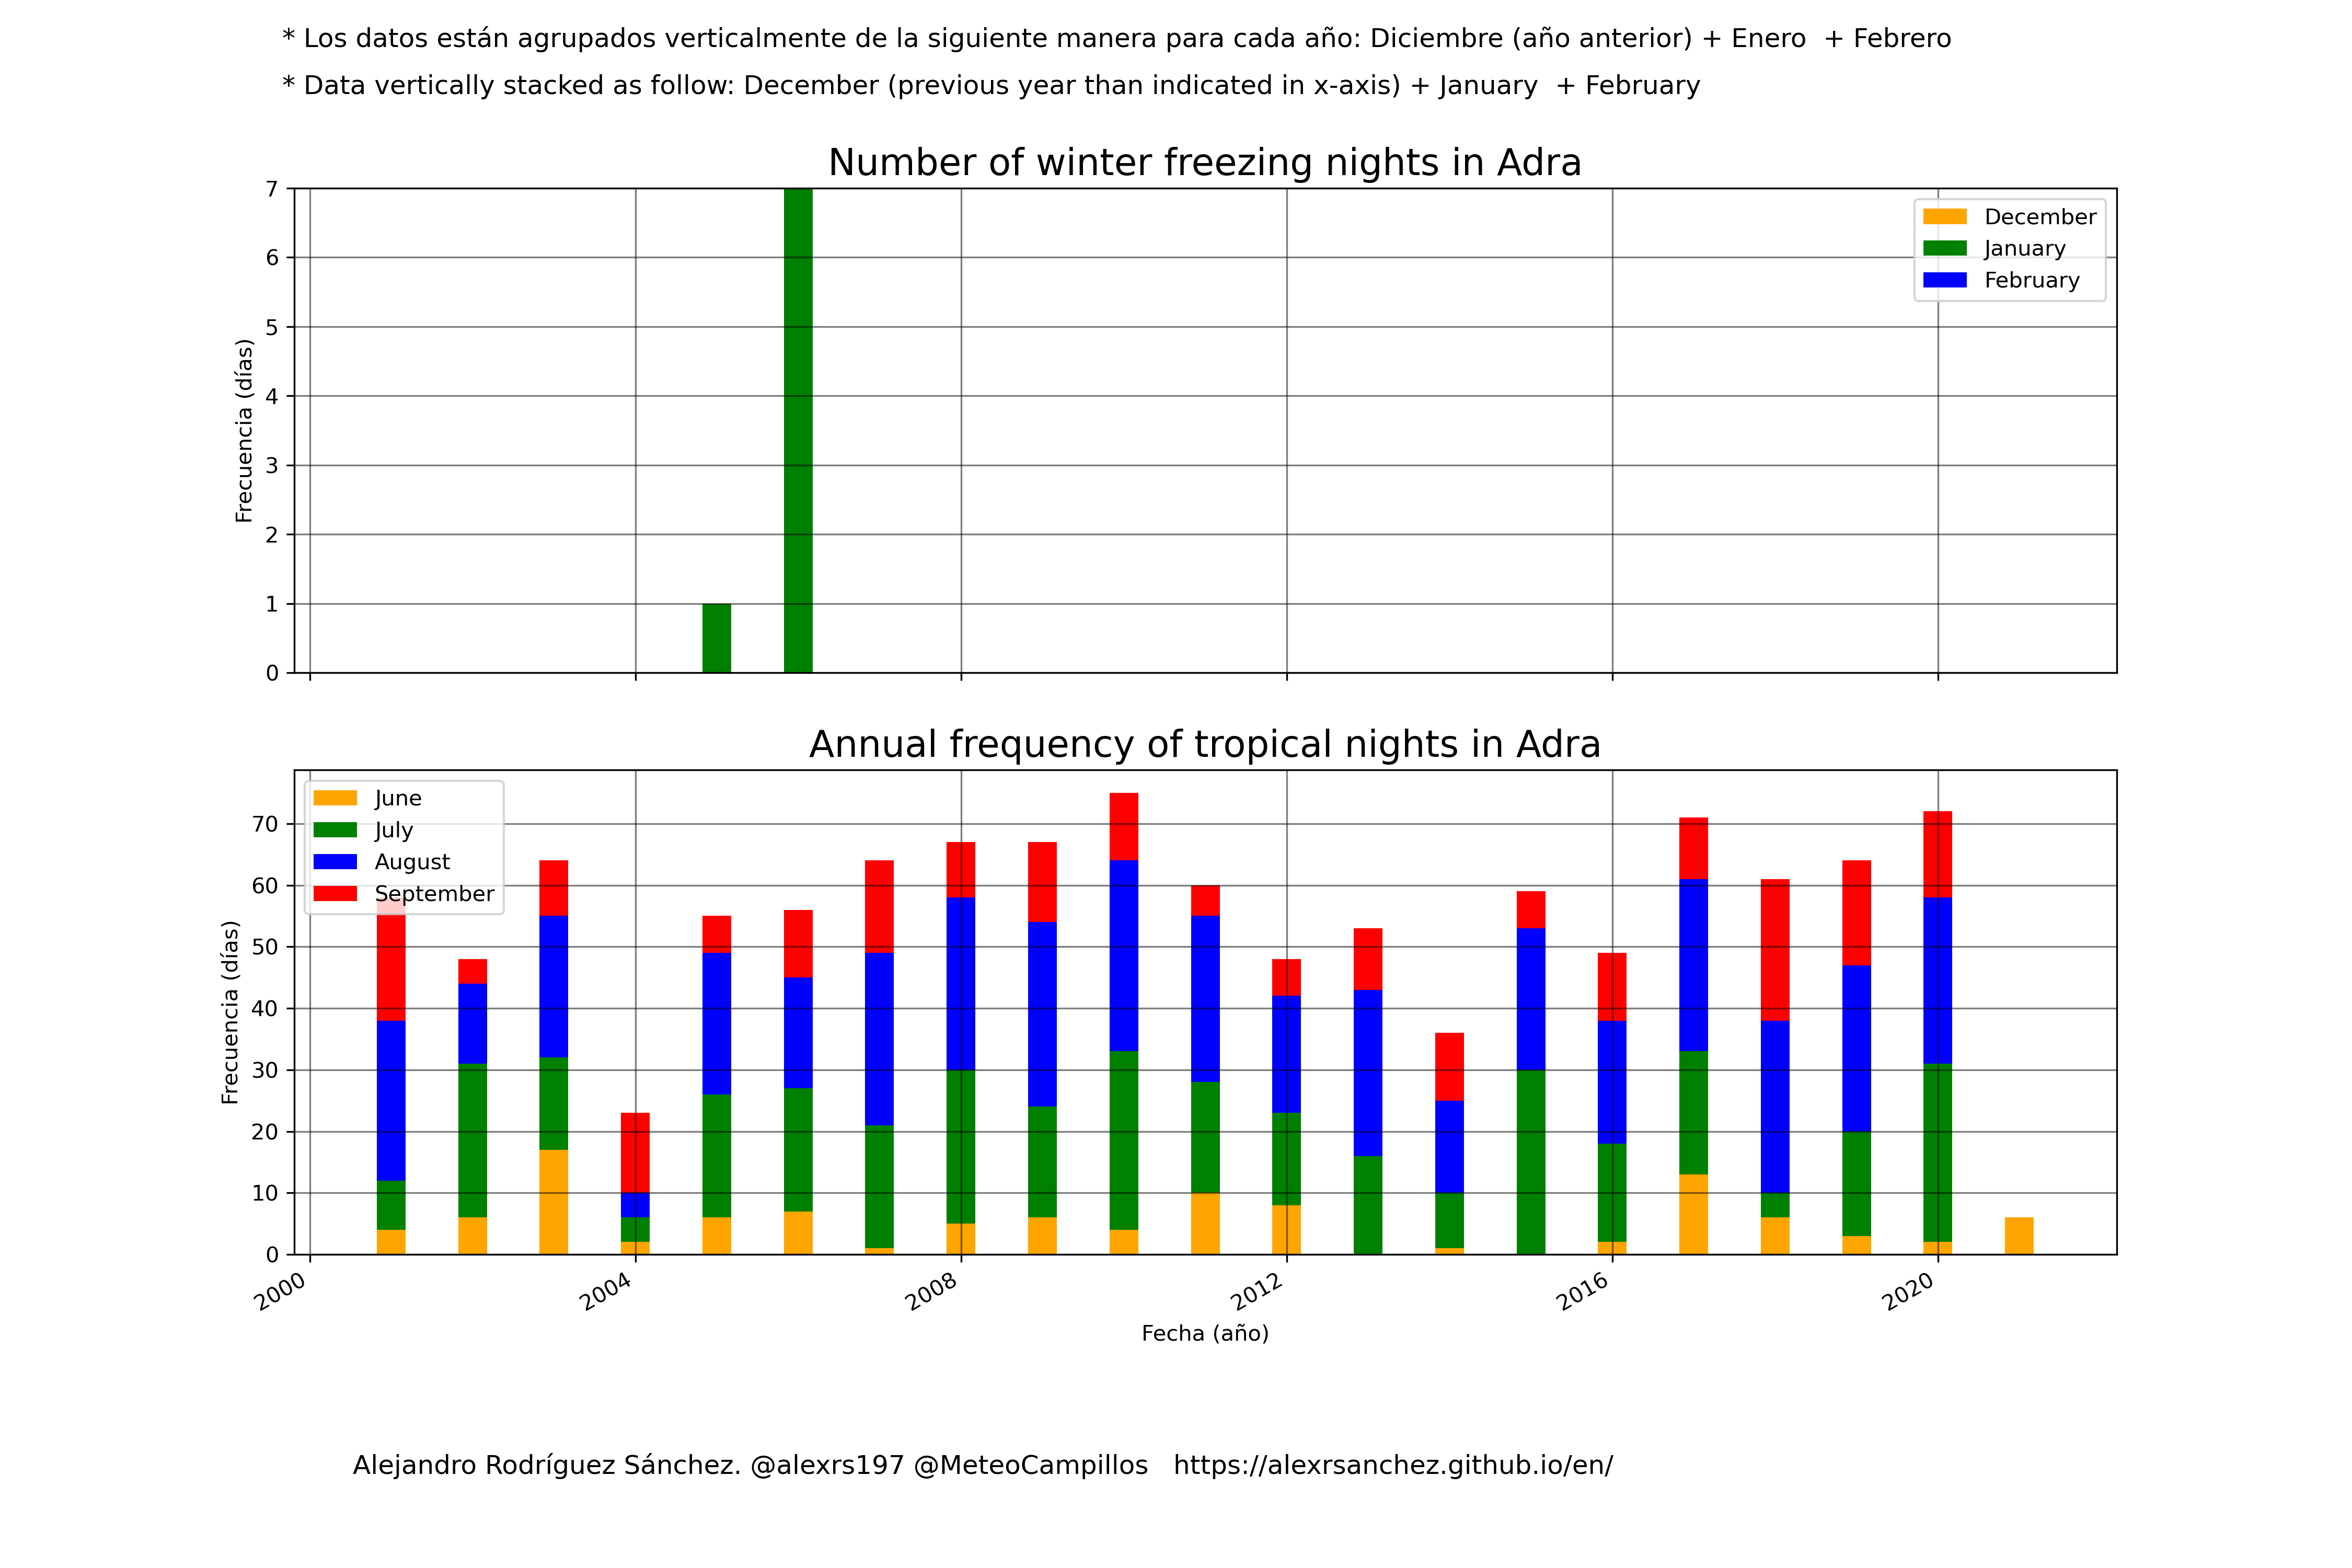 * Los datos están agrupados verticalmente de la siguiente manera para cada año: Diciembre (año anterior) + Enero  + Febrero
* Data vertically stacked as follow: December (previous year than indicated in x-axis) + January  + February
Number of winter freezing nights in Adra
7
6
5
4
3
2
1
0
Frecuencia (días)
December
January
February
Annual frequency of tropical nights in Adra
70
60
50
40
30
20
10
0
Frecuencia (días)
June
July
August
September
2000
2004
2008
2012
2016
2020
Fecha (año)
Alejandro Rodríguez Sánchez. @alexrs197 @MeteoCampillos   https://alexrsanchez.github.io/en/